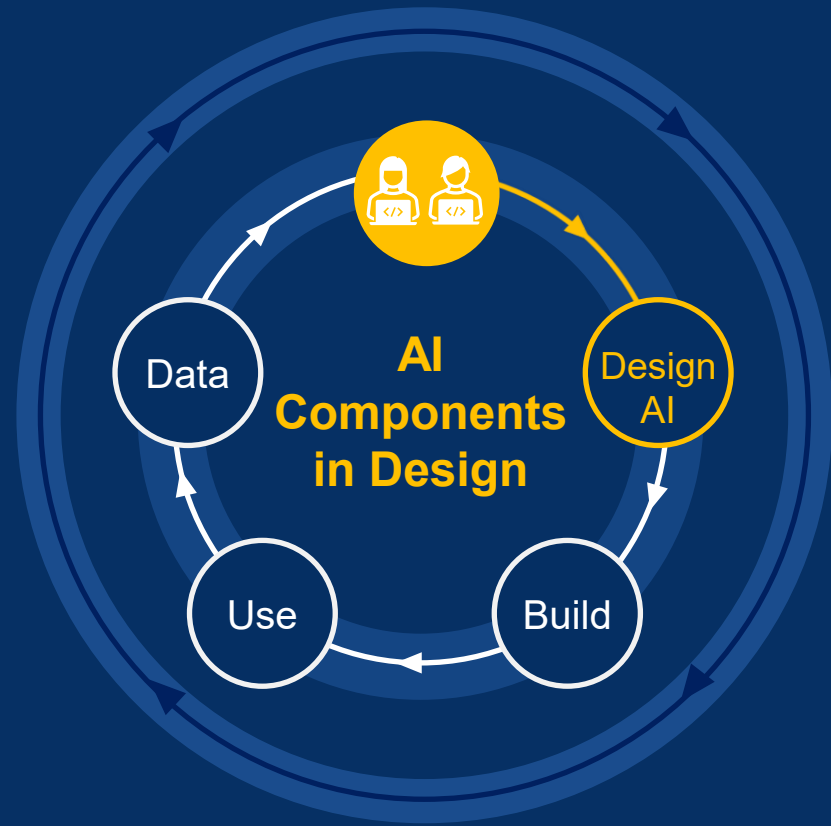 </>
</>
AI
Components
in Design
Design
AI
Build
Use
Data